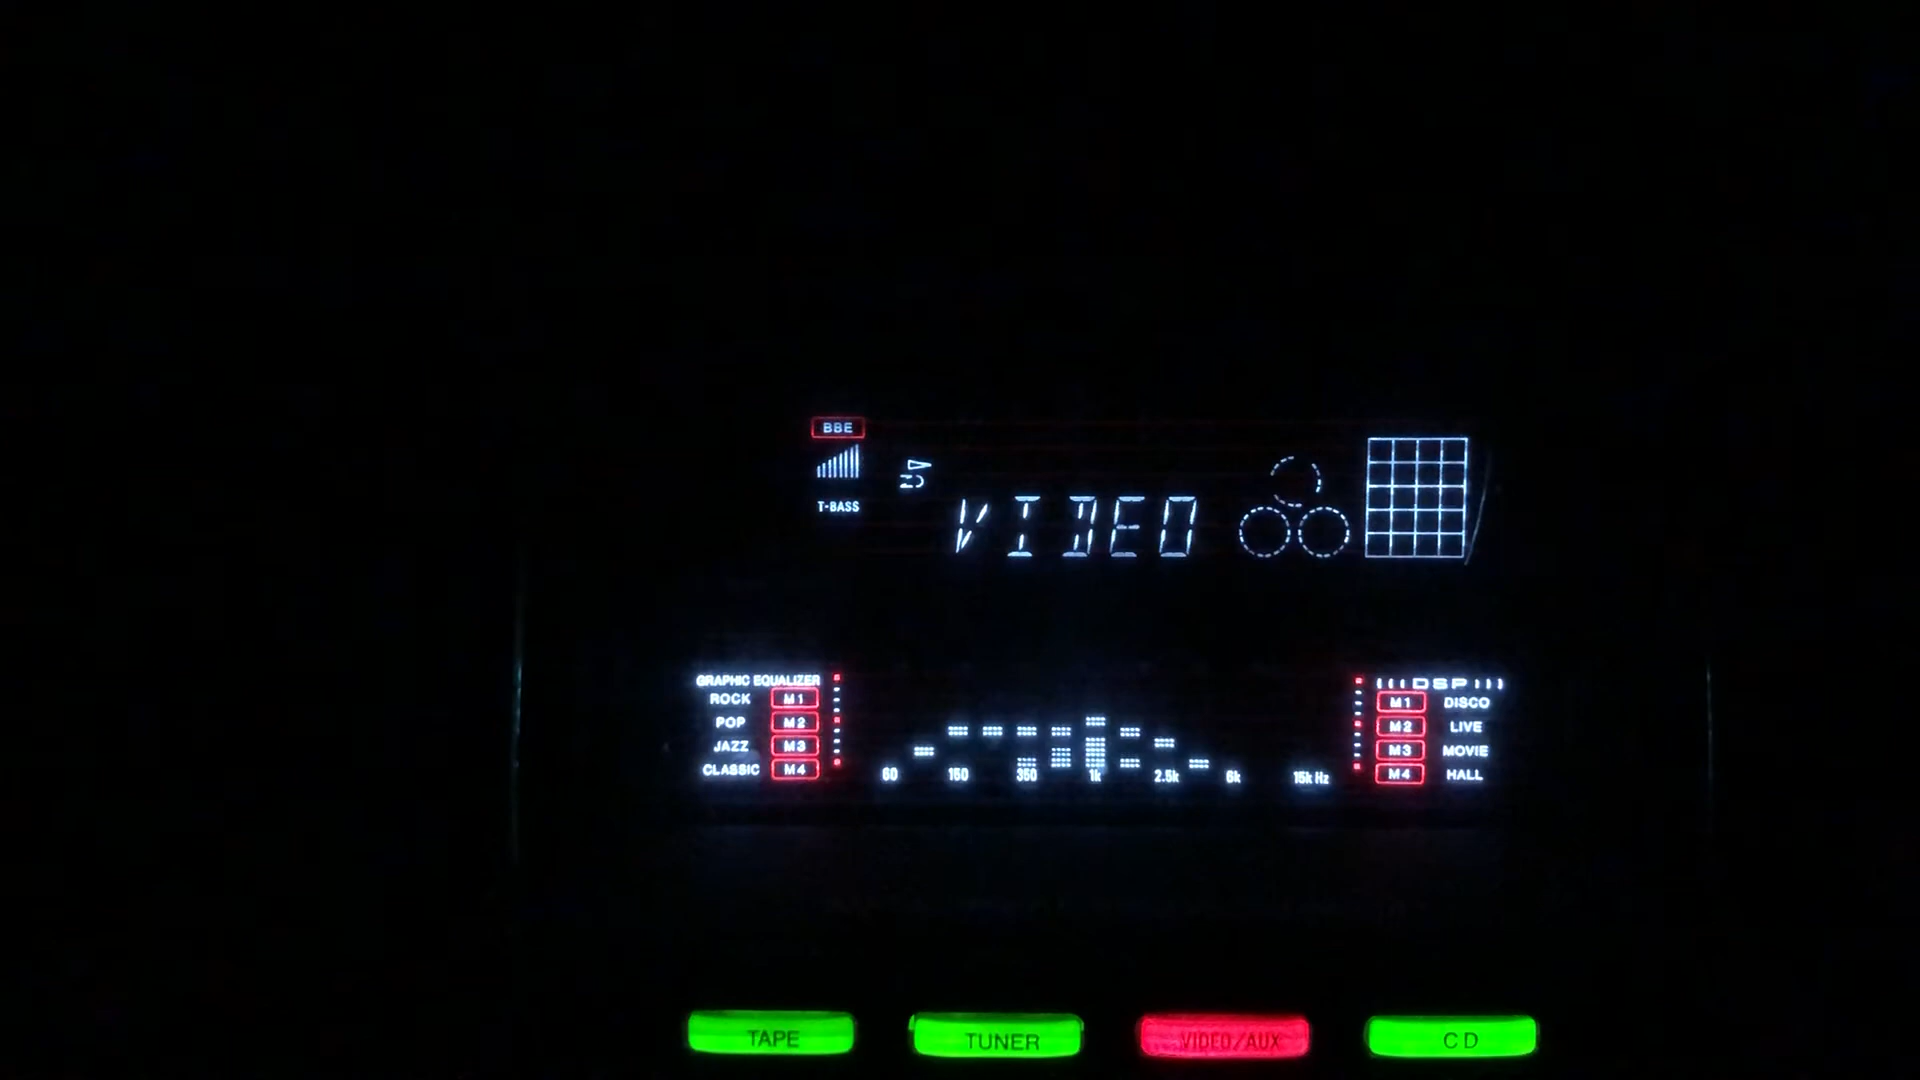 BBE
T-BASS
VIDEO
GRAPHIC EQUALIZER
ROCK M1
POP M2
JAZZ M3
CLASSIC M4
60 150 350 1k 2.5k 6k 15k Hz
DSP
M1 DISCO
M2 LIVE
M3 MOVIE
M4 HALL
TAPE
TUNER
VIDEO/AUX
CD